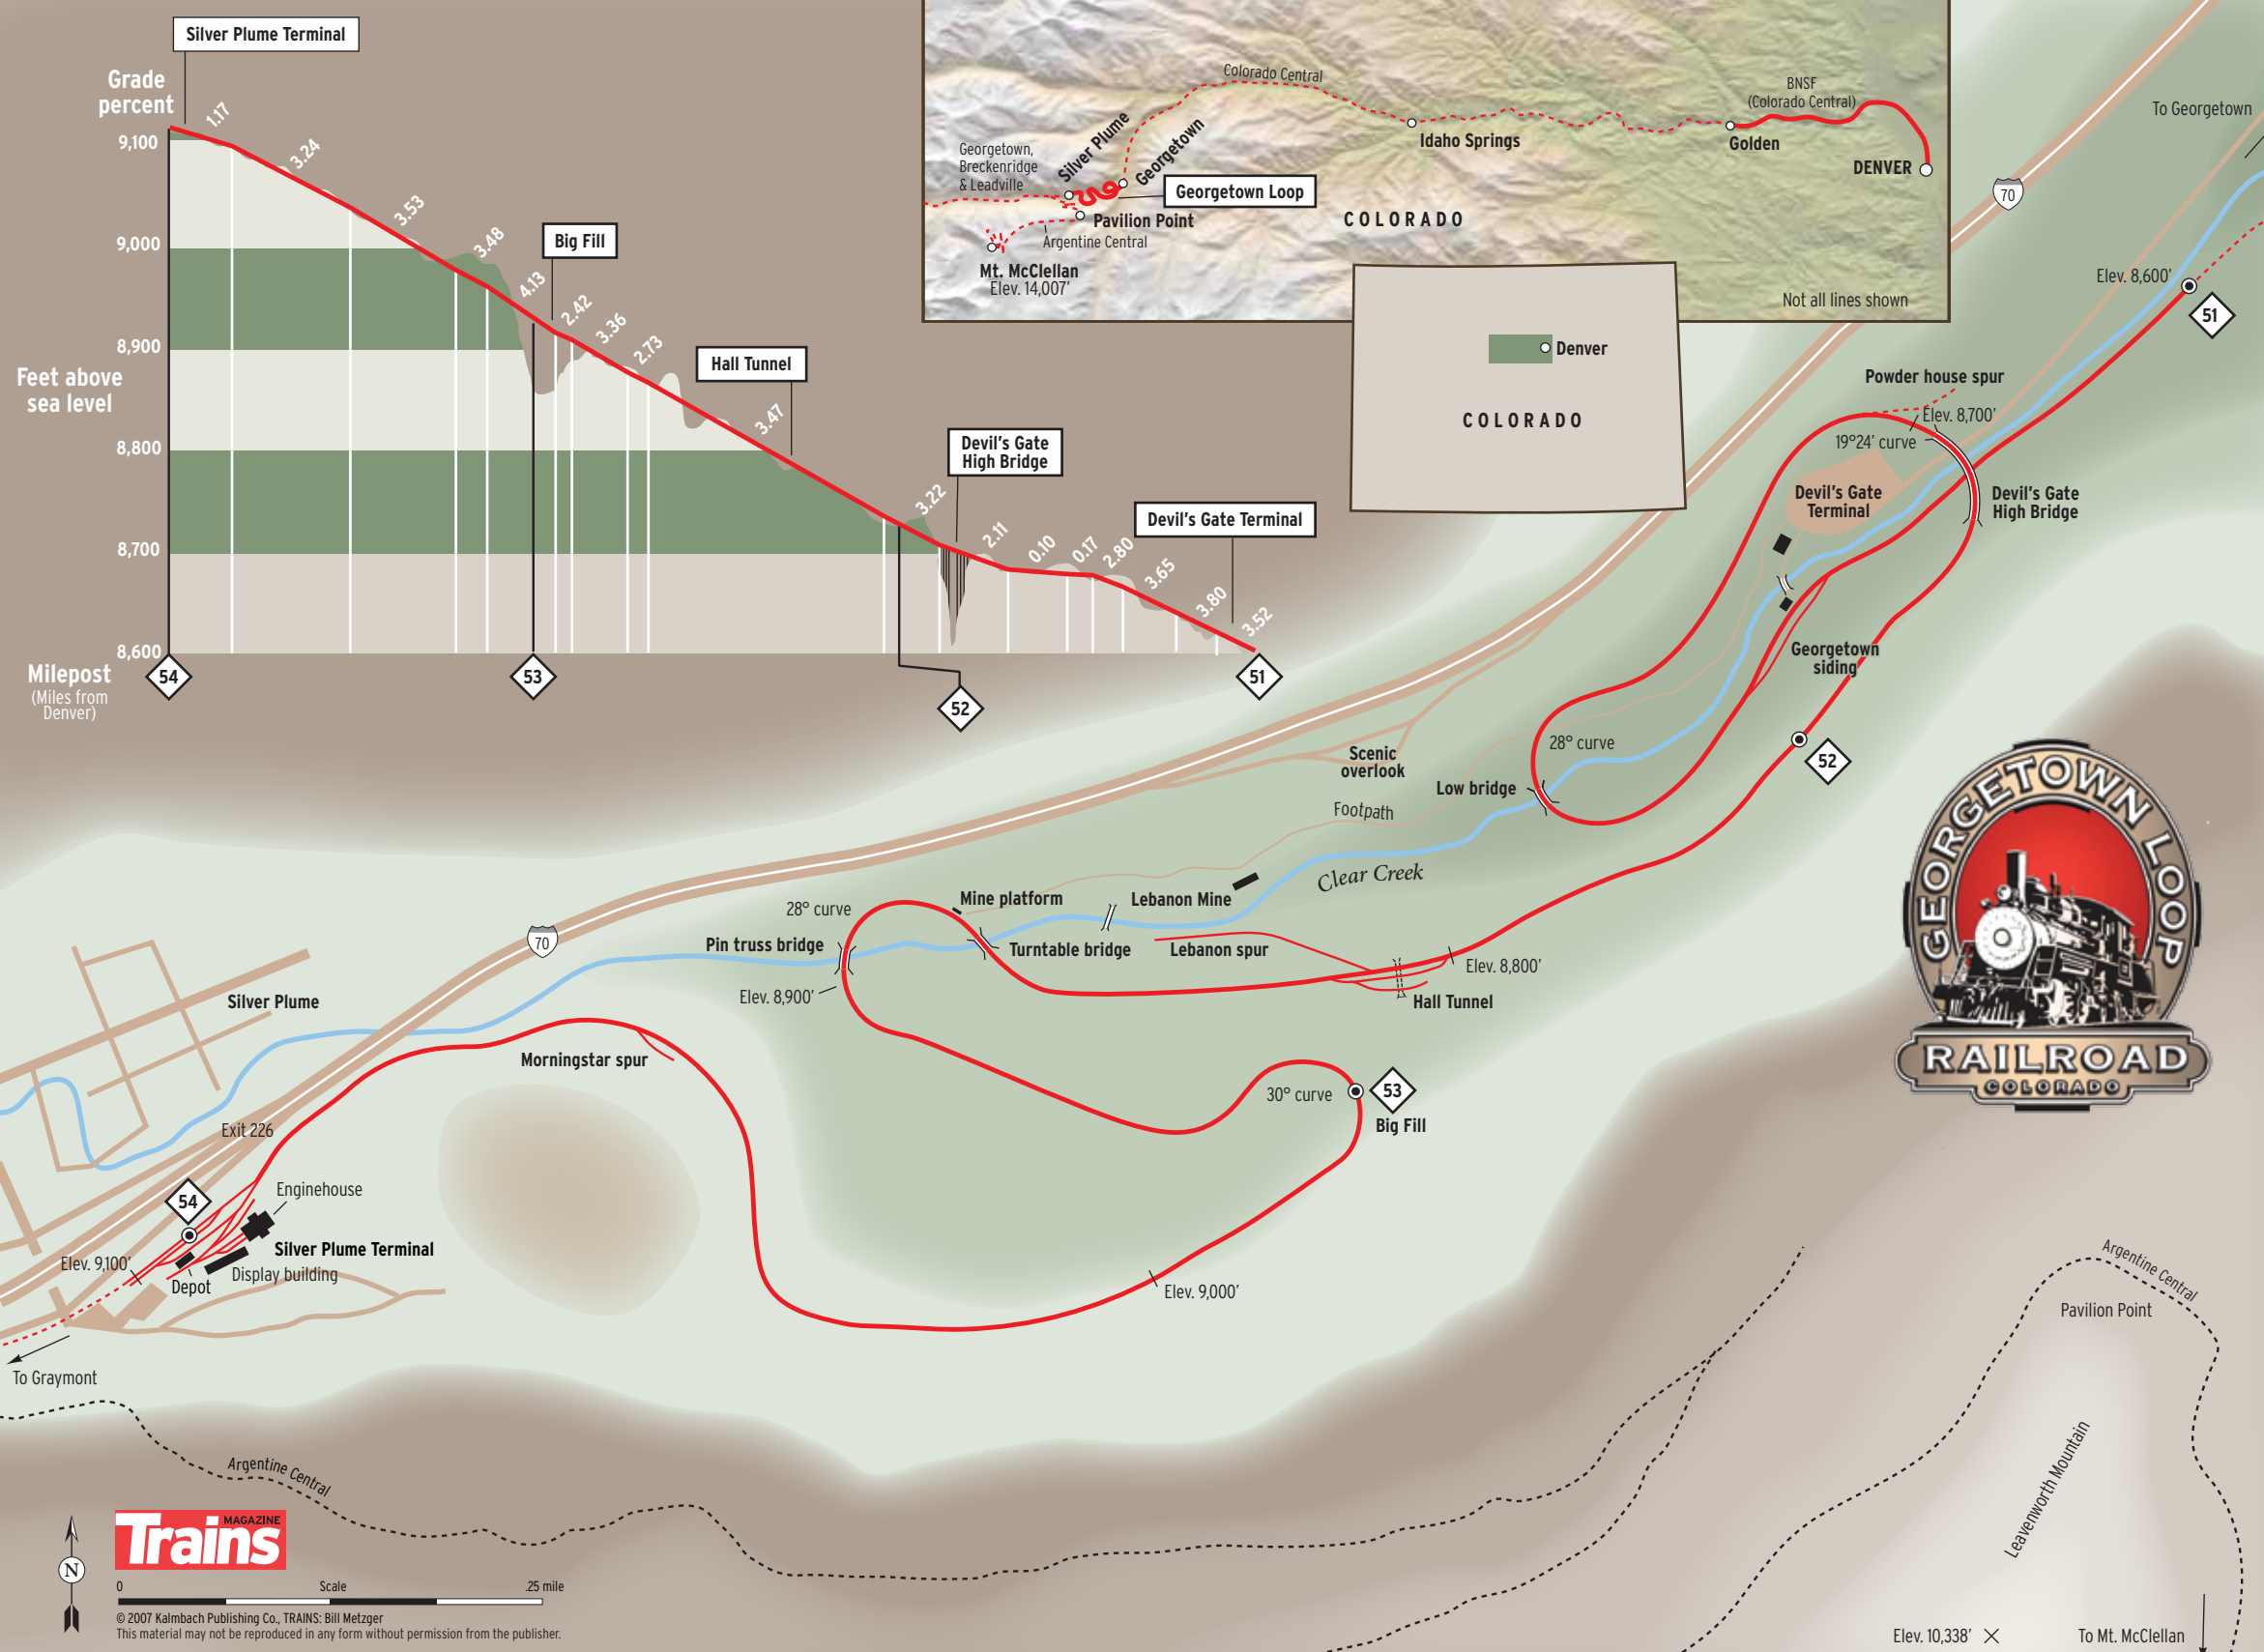 Silver Plume Terminal
Grade
percent
1.17
3.24
3.53
3.48
4.13
2.42
3.36
2.73
3.47
3.22
2.11
0.10
0.17
2.80
3.65
3.80
3.52
Big Fill
Hall Tunnel
Devil's Gate
High Bridge
Devil's Gate Terminal
9,100
9,000
8,900
Feet above
sea level
8,800
8,700
8,600
Milepost
(Miles from
Denver)
54
53
52
51
Colorado Central
BNSF
(Colorado Central)
Georgetown,
Breckenridge
& Leadville
Silver Plume
Georgetown
Idaho Springs
Golden
DENVER
Georgetown Loop
Pavilion Point
Argentine Central
COLORADO
Mt. McClellan
Elev. 14,007'
Not all lines shown
Denver
COLORADO
To Georgetown
70
Elev. 8,600'
51
Powder house spur
Elev. 8,700'
19°24' curve
Devil's Gate
Terminal
Devil's Gate
High Bridge
Georgetown
siding
52
28° curve
Scenic
overlook
Low bridge
Footpath
Clear Creek
Mine platform
Lebanon Mine
28° curve
Pin truss bridge
Turntable bridge
Lebanon spur
Elev. 8,800'
Hall Tunnel
Elev. 8,900'
70
Silver Plume
Morningstar spur
30° curve
53
Big Fill
Exit 226
54
Enginehouse
Silver Plume Terminal
Elev. 9,100'
Display building
Depot
Elev. 9,000'
To Graymont
Argentine Central
GEORGETOWN LOOP
RAILROAD
COLORADO
Argentine Central
Pavilion Point
Leavenworth Mountain
Elev. 10,338'
To Mt. McClellan
Trains
MAGAZINE
N
0
Scale
.25 mile
© 2007 Kalmbach Publishing Co., TRAINS: Bill Metzger
This material may not be reproduced in any form without permission from the publisher.